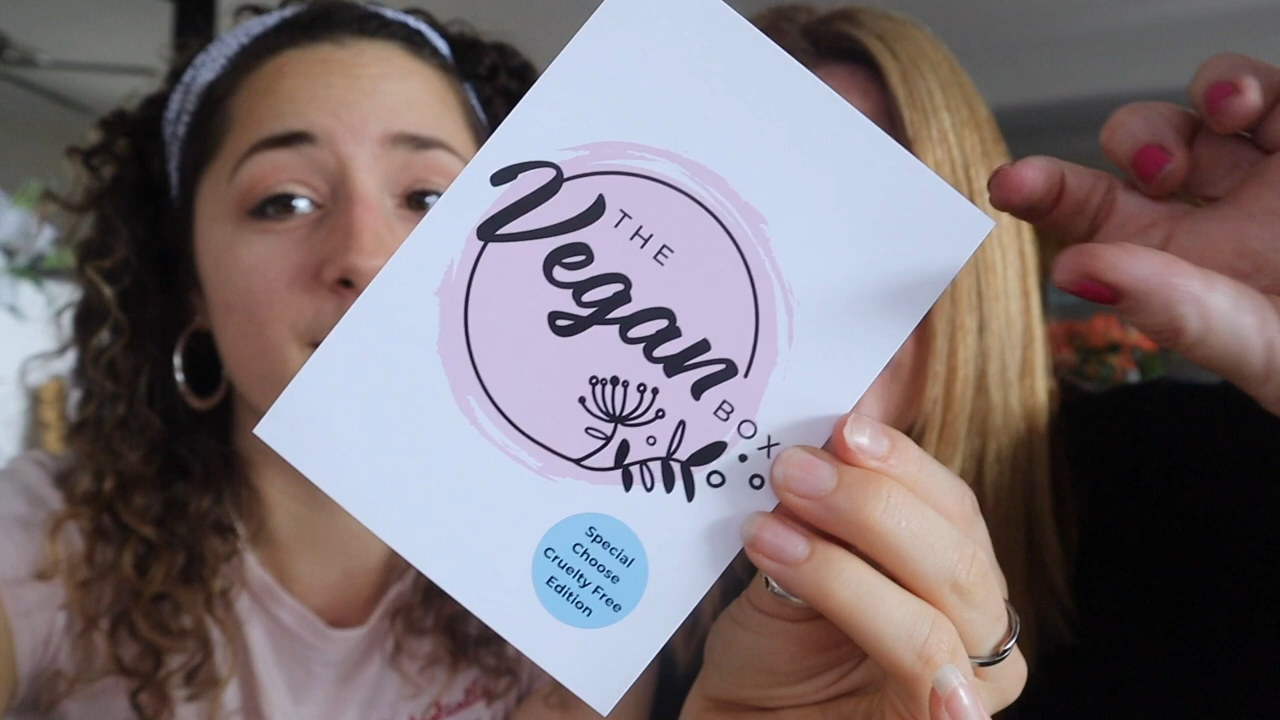 THE
Vegan
BOX
Special
Choose
Cruelty Free
Edition